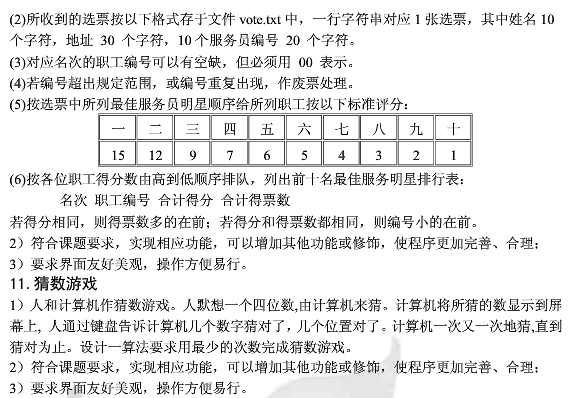 (2)所收到的选票按以下格式存于文件 vote.txt 中，一行字符串对应 1 张选票，其中姓名 10
个字符，地址 30 个字符，10 个服务员编号 20 个字符。
(3)对应名次的职工编号可以有空缺，但必须用 00 表示。
(4)若编号超出规定范围，或编号重复出现，作废票处理。
(5)按选票中所列最佳服务员明星顺序给所列职工按以下标准评分：
一 二 三 四 五 六 七 八 九 十
15 12 9 7 6 5 4 3 2 1
(6)按各位职工得分数由高到低顺序排队，列出前十名最佳服务明星排行表：
名次 职工编号 合计得分 合计得票数
若得分相同，则得票数多的在前；若得分和得票数都相同，则编号小的在前。
2）符合课题要求，实现相应功能，可以增加其他功能或修饰，使程序更加完善、合理；
3）要求界面友好美观，操作方便易行。
11. 猜数游戏
1）人和计算机作猜数游戏。人默想一个四位数,由计算机来猜。计算机将所猜的数显示到屏
幕上, 人通过键盘告诉计算机几个数字猜对了，几个位置对了。计算机一次又一次地猜,直到
猜对为止。设计一算法要求用最少的次数完成猜数游戏。
2）符合课题要求，实现相应功能，可以增加其他功能或修饰，使程序更加完善、合理；
3）要求界面友好美观，操作方便易行。